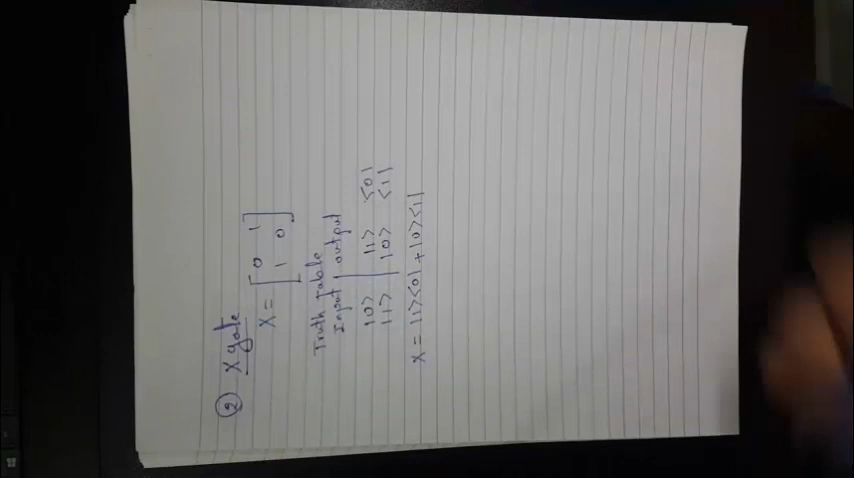 ② X gate
X = [0 1
1 0]
Truth Table
Input | output
|0> | |1> <0|
|1> | |0> <1|
X = |1><0| + |0><1|